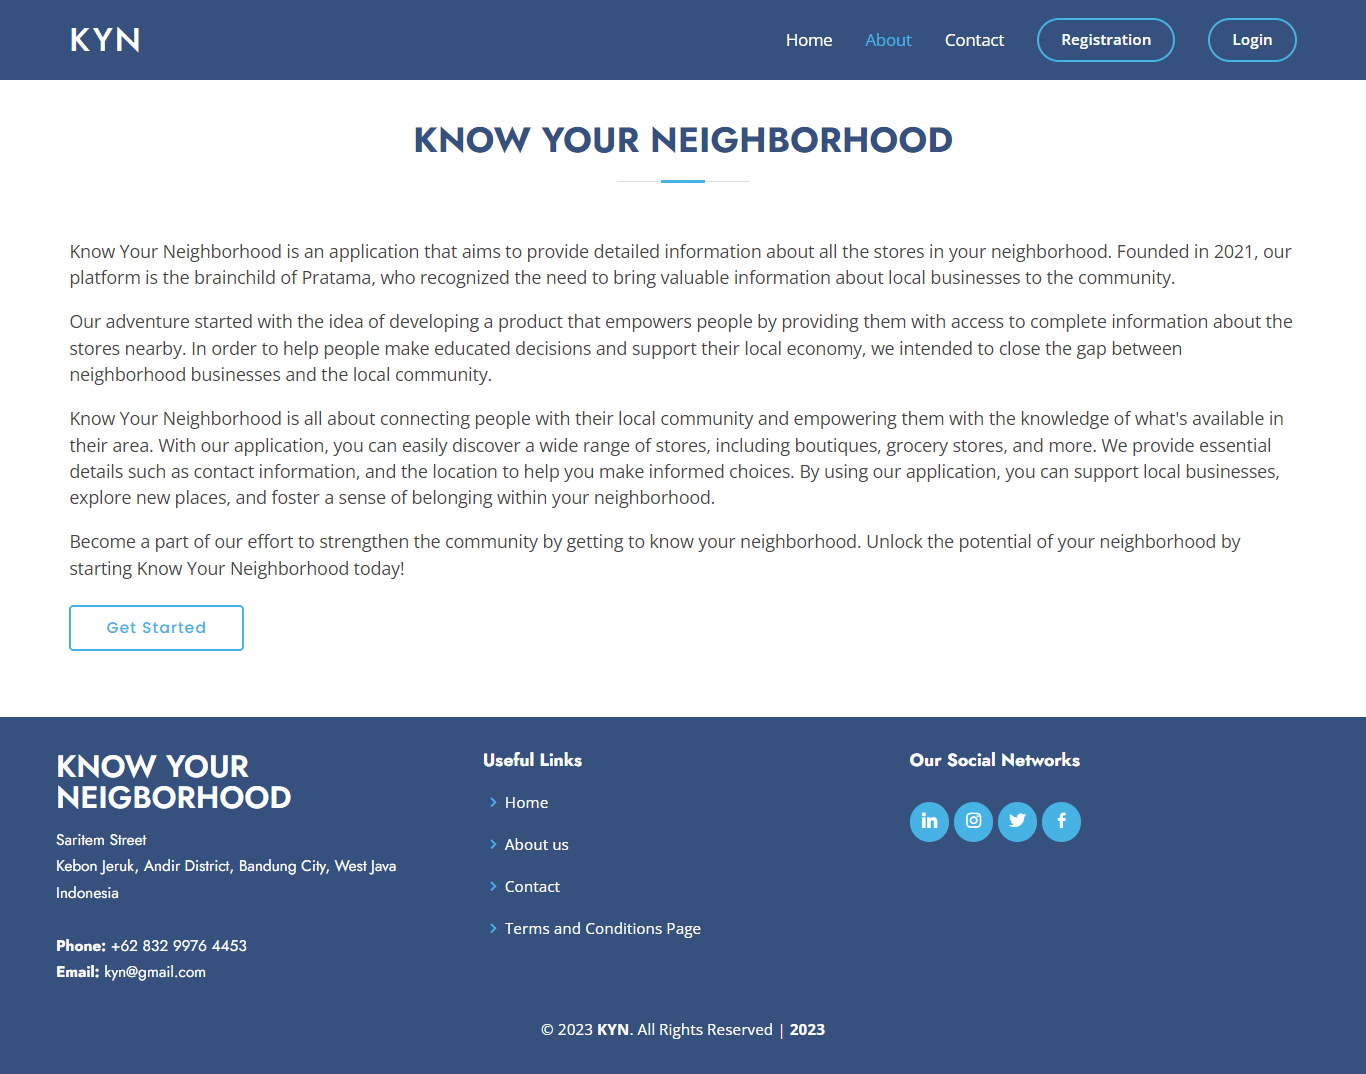 KYN
Home About Contact Registration Login
KNOW YOUR NEIGHBORHOOD
Know Your Neighborhood is an application that aims to provide detailed information about all the stores in your neighborhood. Founded in 2021, our
platform is the brainchild of Pratama, who recognized the need to bring valuable information about local businesses to the community.
Our adventure started with the idea of developing a product that empowers people by providing them with access to complete information about the
stores nearby. In order to help people make educated decisions and support their local economy, we intended to close the gap between
neighborhood businesses and the local community.
Know Your Neighborhood is all about connecting people with their local community and empowering them with the knowledge of what's available in
their area. With our application, you can easily discover a wide range of stores, including boutiques, grocery stores, and more. We provide essential
details such as contact information, and the location to help you make informed choices. By using our application, you can support local businesses,
explore new places, and foster a sense of belonging within your neighborhood.
Become a part of our effort to strengthen the community by getting to know your neighborhood. Unlock the potential of your neighborhood by
starting Know Your Neighborhood today!
Get Started
KNOW YOUR
NEIGBORHOOD
Saritem Street
Kebon Jeruk, Andir District, Bandung City, West Java
Indonesia
Phone: +62 832 9976 4453
Email: kyn@gmail.com
Useful Links
Home
About us
Contact
Terms and Conditions Page
Our Social Networks
© 2023 KYN. All Rights Reserved | 2023